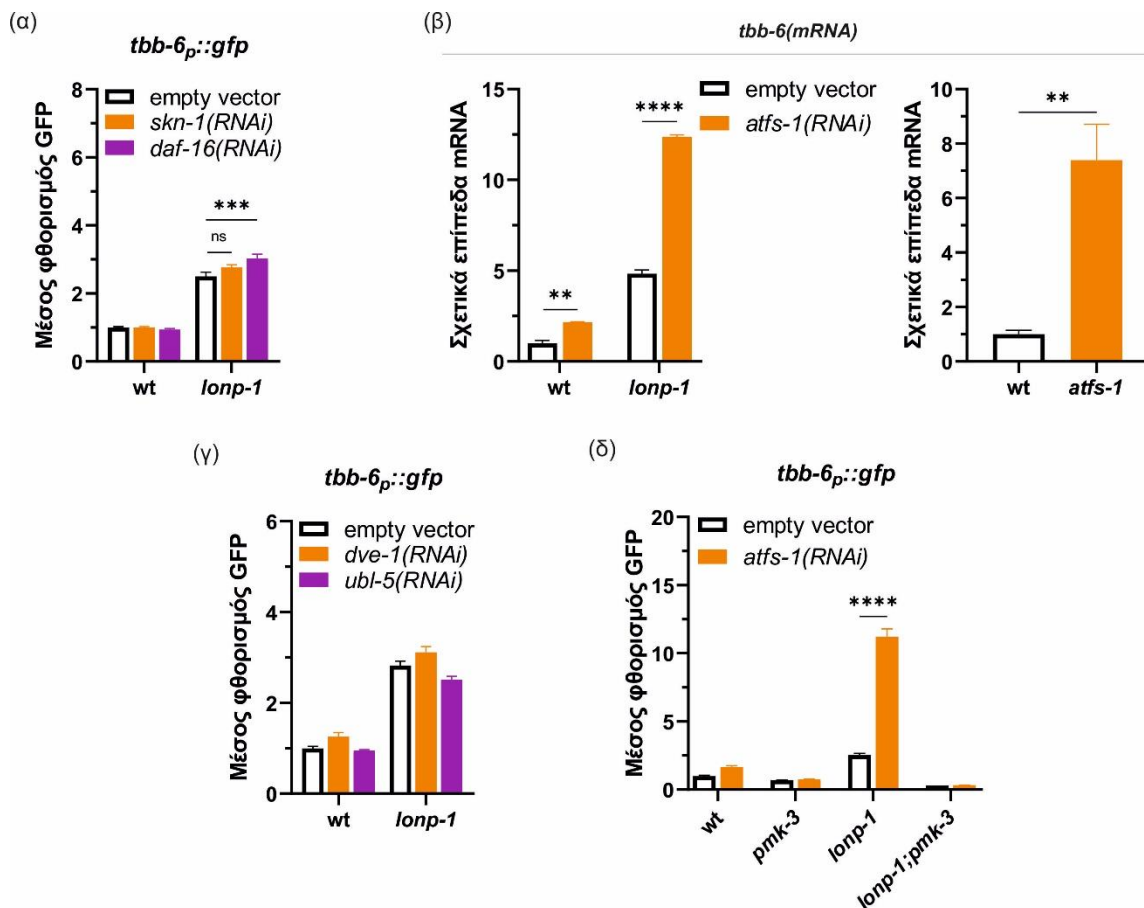 (α)
tbb-6p::gfp
empty vector
skn-1(RNAi)
daf-16(RNAi)
Μέσος φθορισμός GFP
8
6
4
2
0
ns
***
wt
lonp-1
(β)
tbb-6(mRNA)
empty vector
atfs-1(RNAi)
Σχετικά επίππεδα mRNA
15
10
5
0
**
****
wt
lonp-1
Σχετικά επίππεδα mRNA
10
8
6
4
2
0
**
wt
atfs-1
(γ)
tbb-6p::gfp
empty vector
dve-1(RNAi)
ubl-5(RNAi)
Μέσος φθορισμός GFP
6
4
2
0
wt
lonp-1
(δ)
tbb-6p::gfp
empty vector
atfs-1(RNAi)
Μέσος φθορισμός GFP
20
15
10
5
2.5
0
****
wt
pmk-3
lonp-1
lonp-1;pmk-3